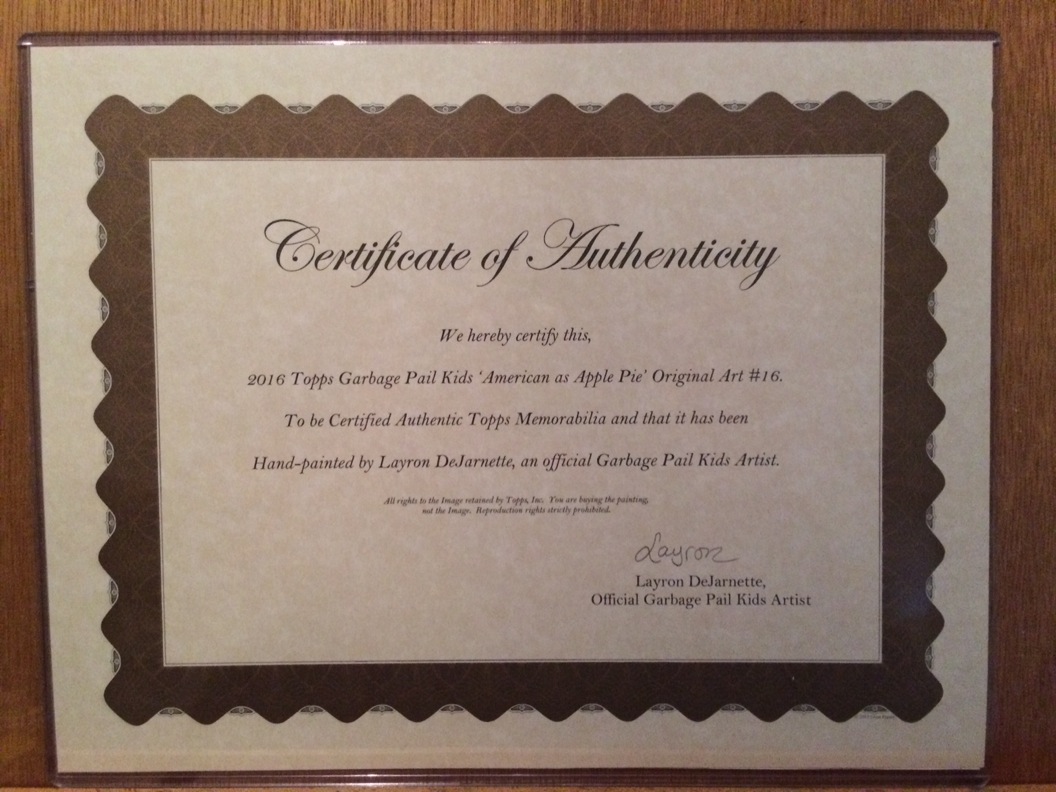 Certificate of Authenticity
We hereby certify this,
2016 Topps Garbage Pail Kids ‘American as Apple Pie’ Original Art #16.
To be Certified Authentic Topps Memorabilia and that it has been
Hand-painted by Layron DeJarnette, an official Garbage Pail Kids Artist.
All rights to the Image retained by Topps, Inc. You are buying the painting,
not the Image. Reproduction rights strictly prohibited.
Layron
Layron DeJarnette,
Official Garbage Pail Kids Artist